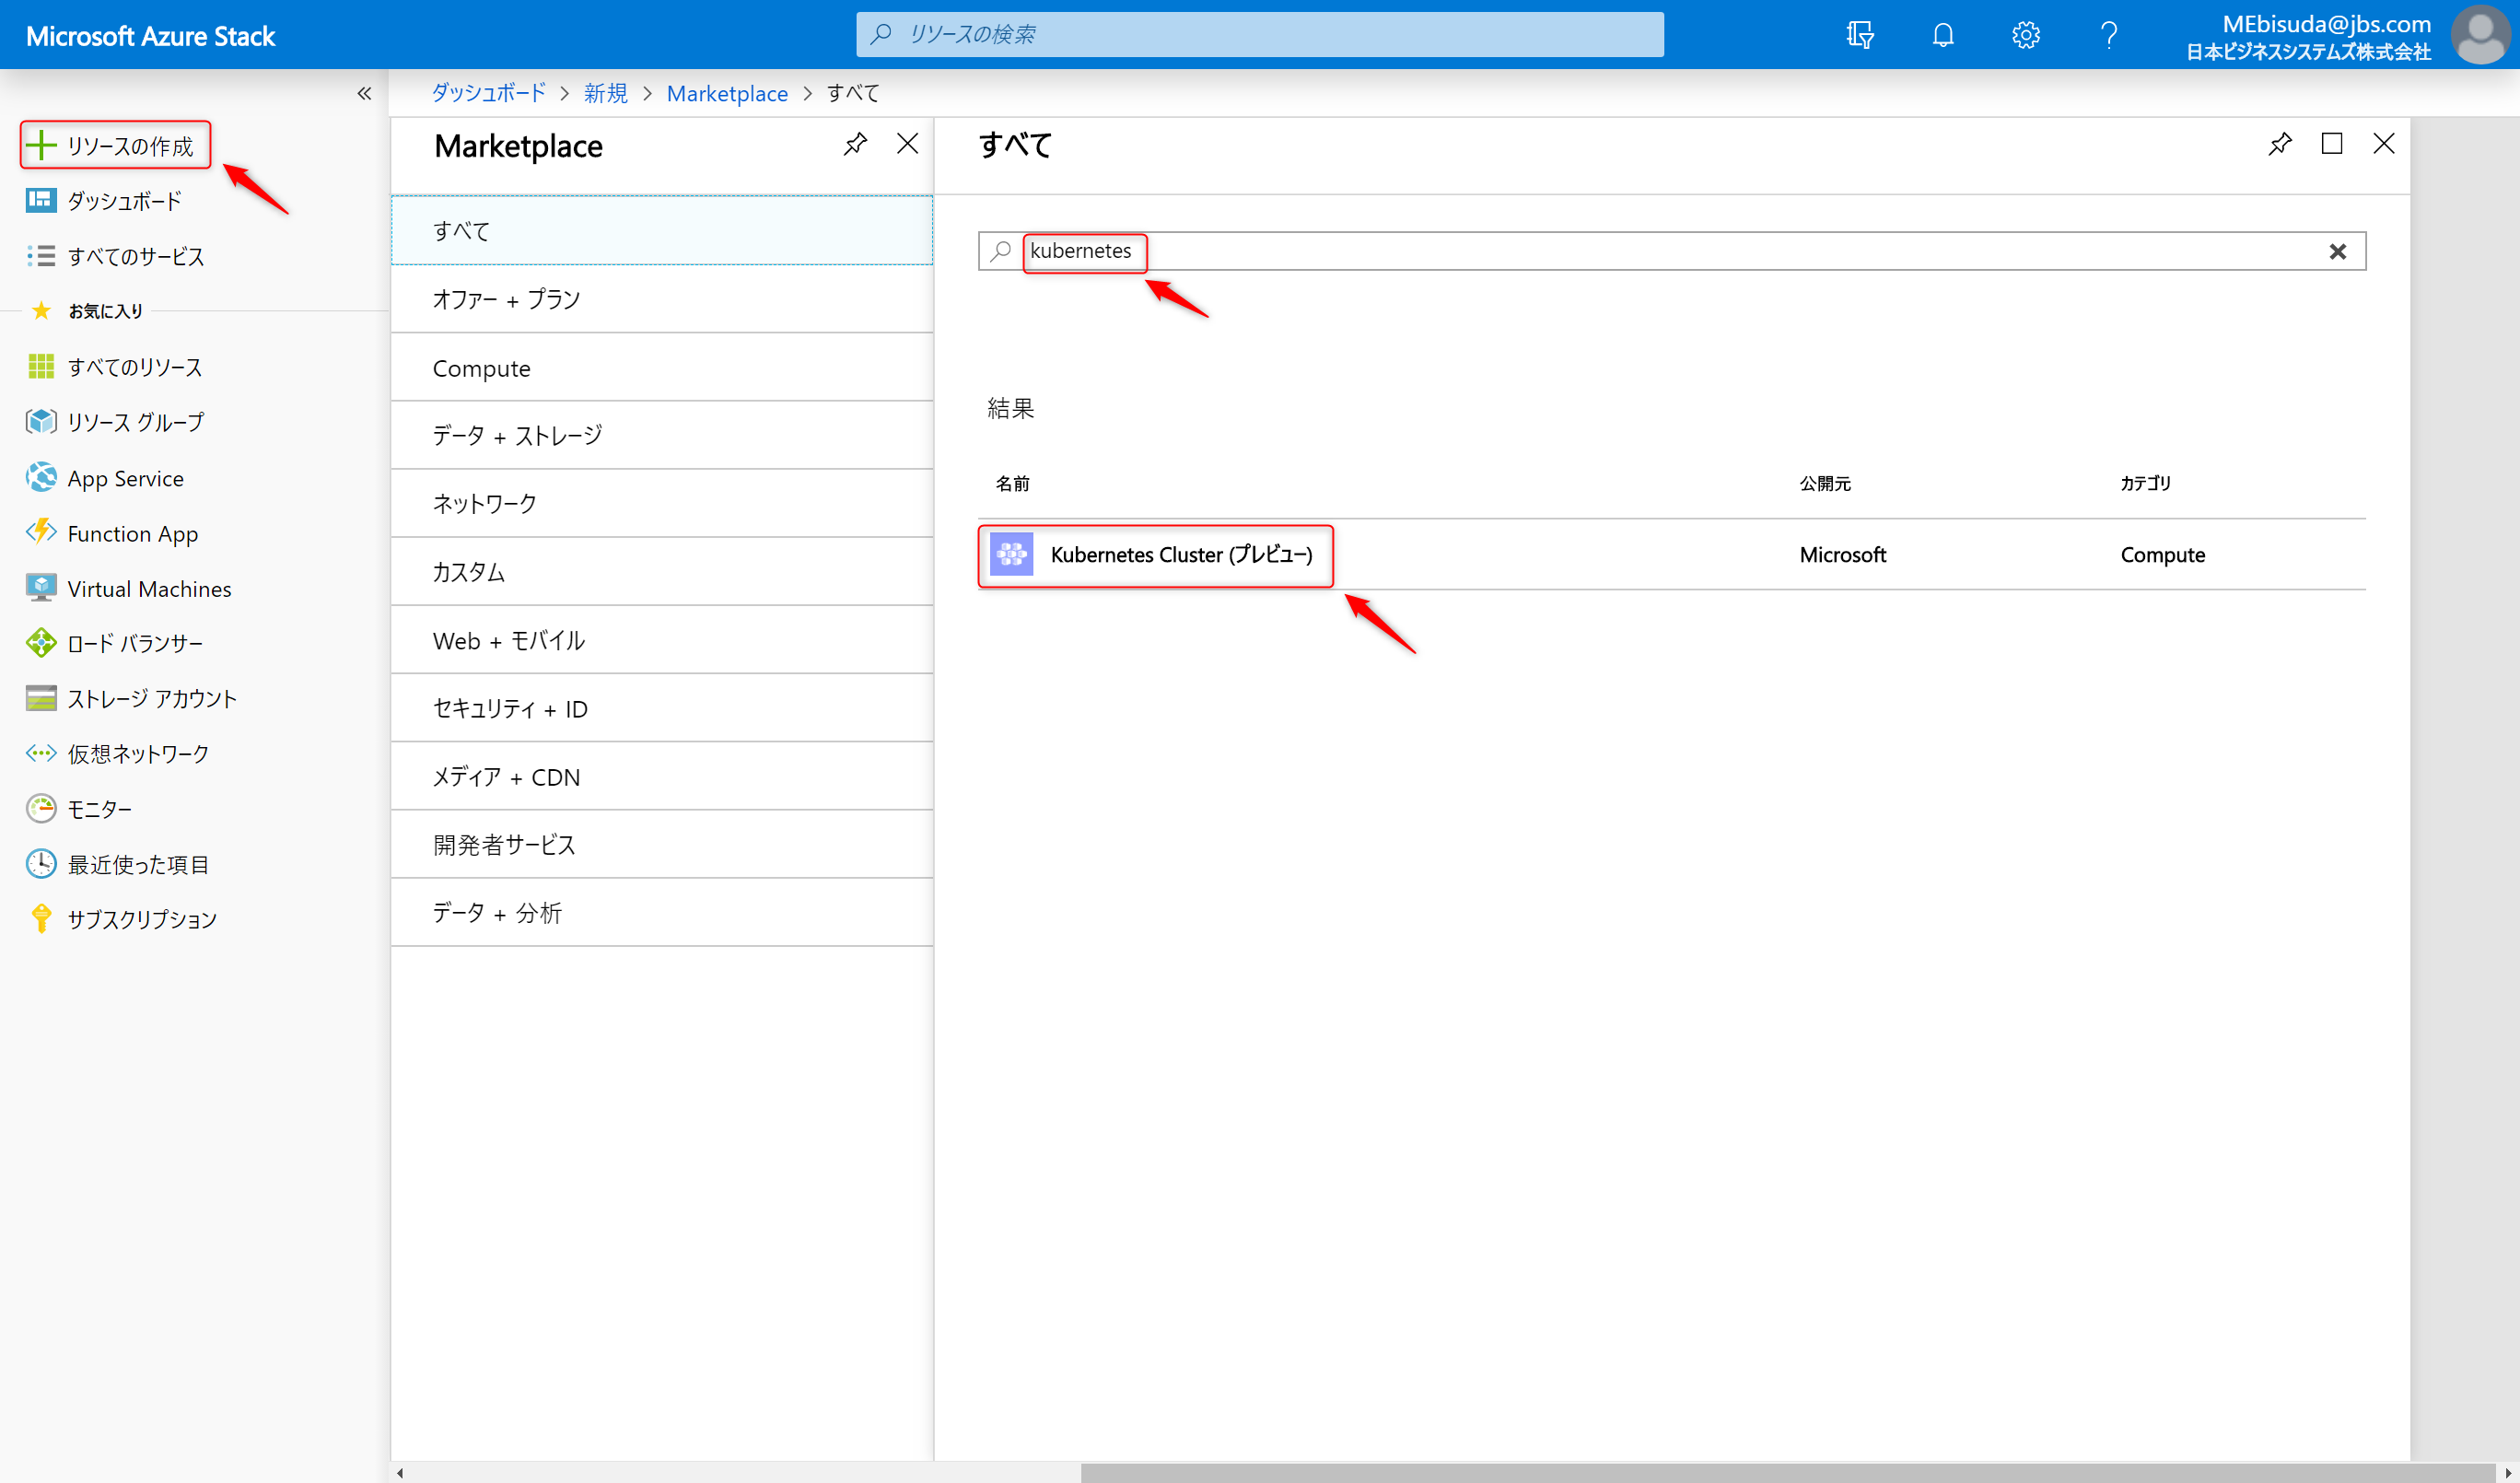 Microsoft Azure Stack
リソースの検索
MEbisuda@jbs.com
日本ビジネスシステムズ株式会社
ダッシュボード > 新規 > Marketplace > すべて
リソースの作成
ダッシュボード
すべてのサービス
お気に入り
すべてのリソース
リソース グループ
App Service
Function App
Virtual Machines
ロード バランサー
ストレージ アカウント
仮想ネットワーク
モニター
最近使った項目
サブスクリプション
Marketplace
すべて
オファー + プラン
Compute
データ + ストレージ
ネットワーク
カスタム
Web + モバイル
セキュリティ + ID
メディア + CDN
開発者サービス
データ + 分析
すべて
kubernetes
結果
名前 公開元 カテゴリ
Kubernetes Cluster (プレビュー) Microsoft Compute